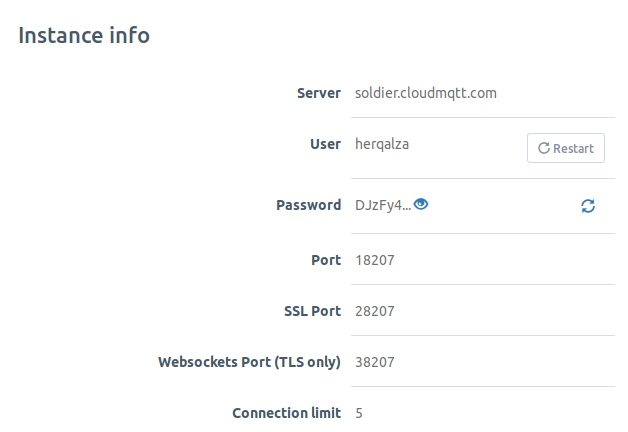 Instance info
Server soldier.cloudmqtt.com
User herqalza Restart
Password DJzFy4...
Port 18207
SSL Port 28207
Websockets Port (TLS only) 38207
Connection limit 5